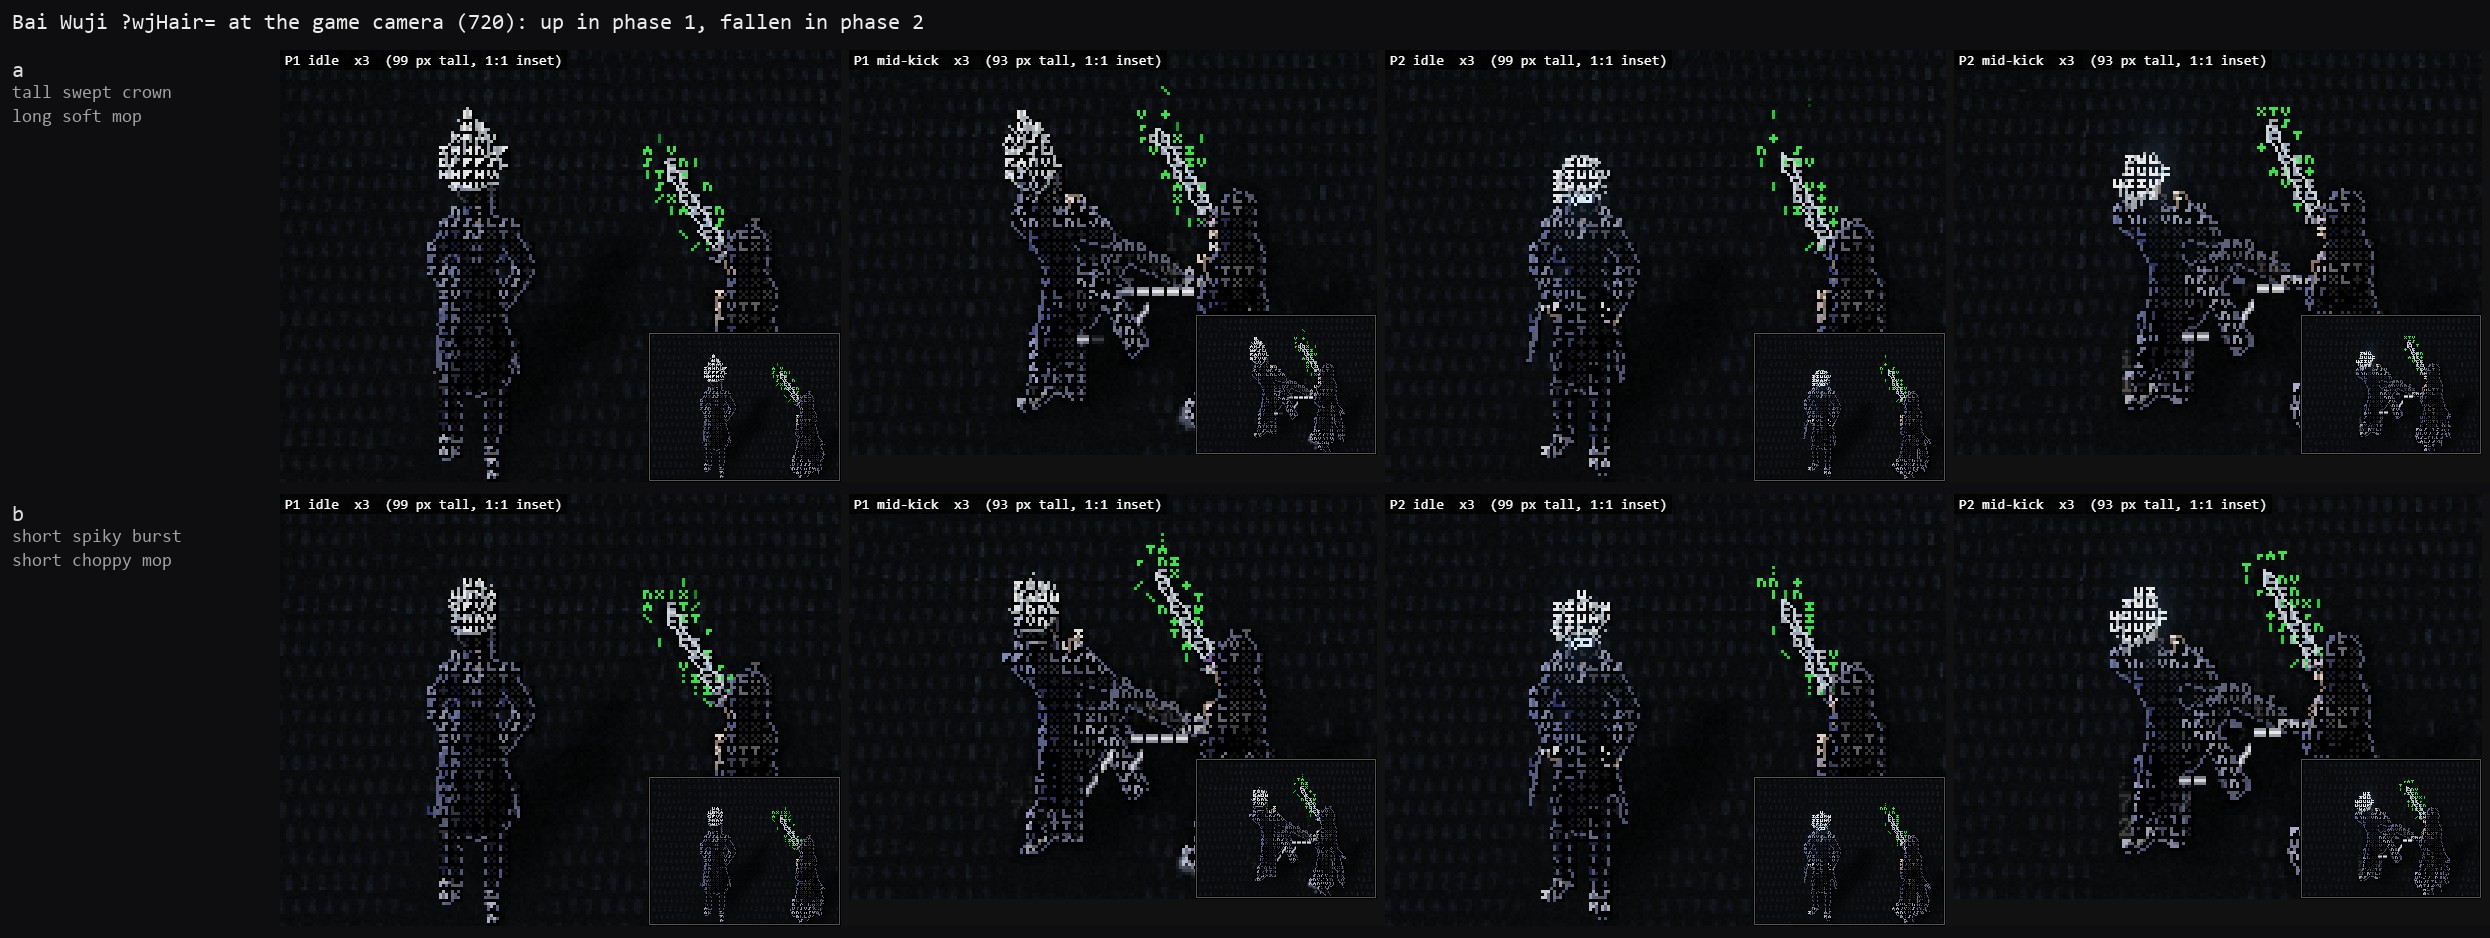 Bai Wuji ?wjHair= at the game camera (720): up in phase 1, fallen in phase 2
a
tall swept crown
long soft mop
P1 idle  x3  (99 px tall, 1:1 inset)
P1 mid-kick  x3  (93 px tall, 1:1 inset)
P2 idle  x3  (99 px tall, 1:1 inset)
P2 mid-kick  x3  (93 px tall, 1:1 inset)
b
short spiky burst
short choppy mop
P1 idle  x3  (99 px tall, 1:1 inset)
P1 mid-kick  x3  (93 px tall, 1:1 inset)
P2 idle  x3  (99 px tall, 1:1 inset)
P2 mid-kick  x3  (93 px tall, 1:1 inset)